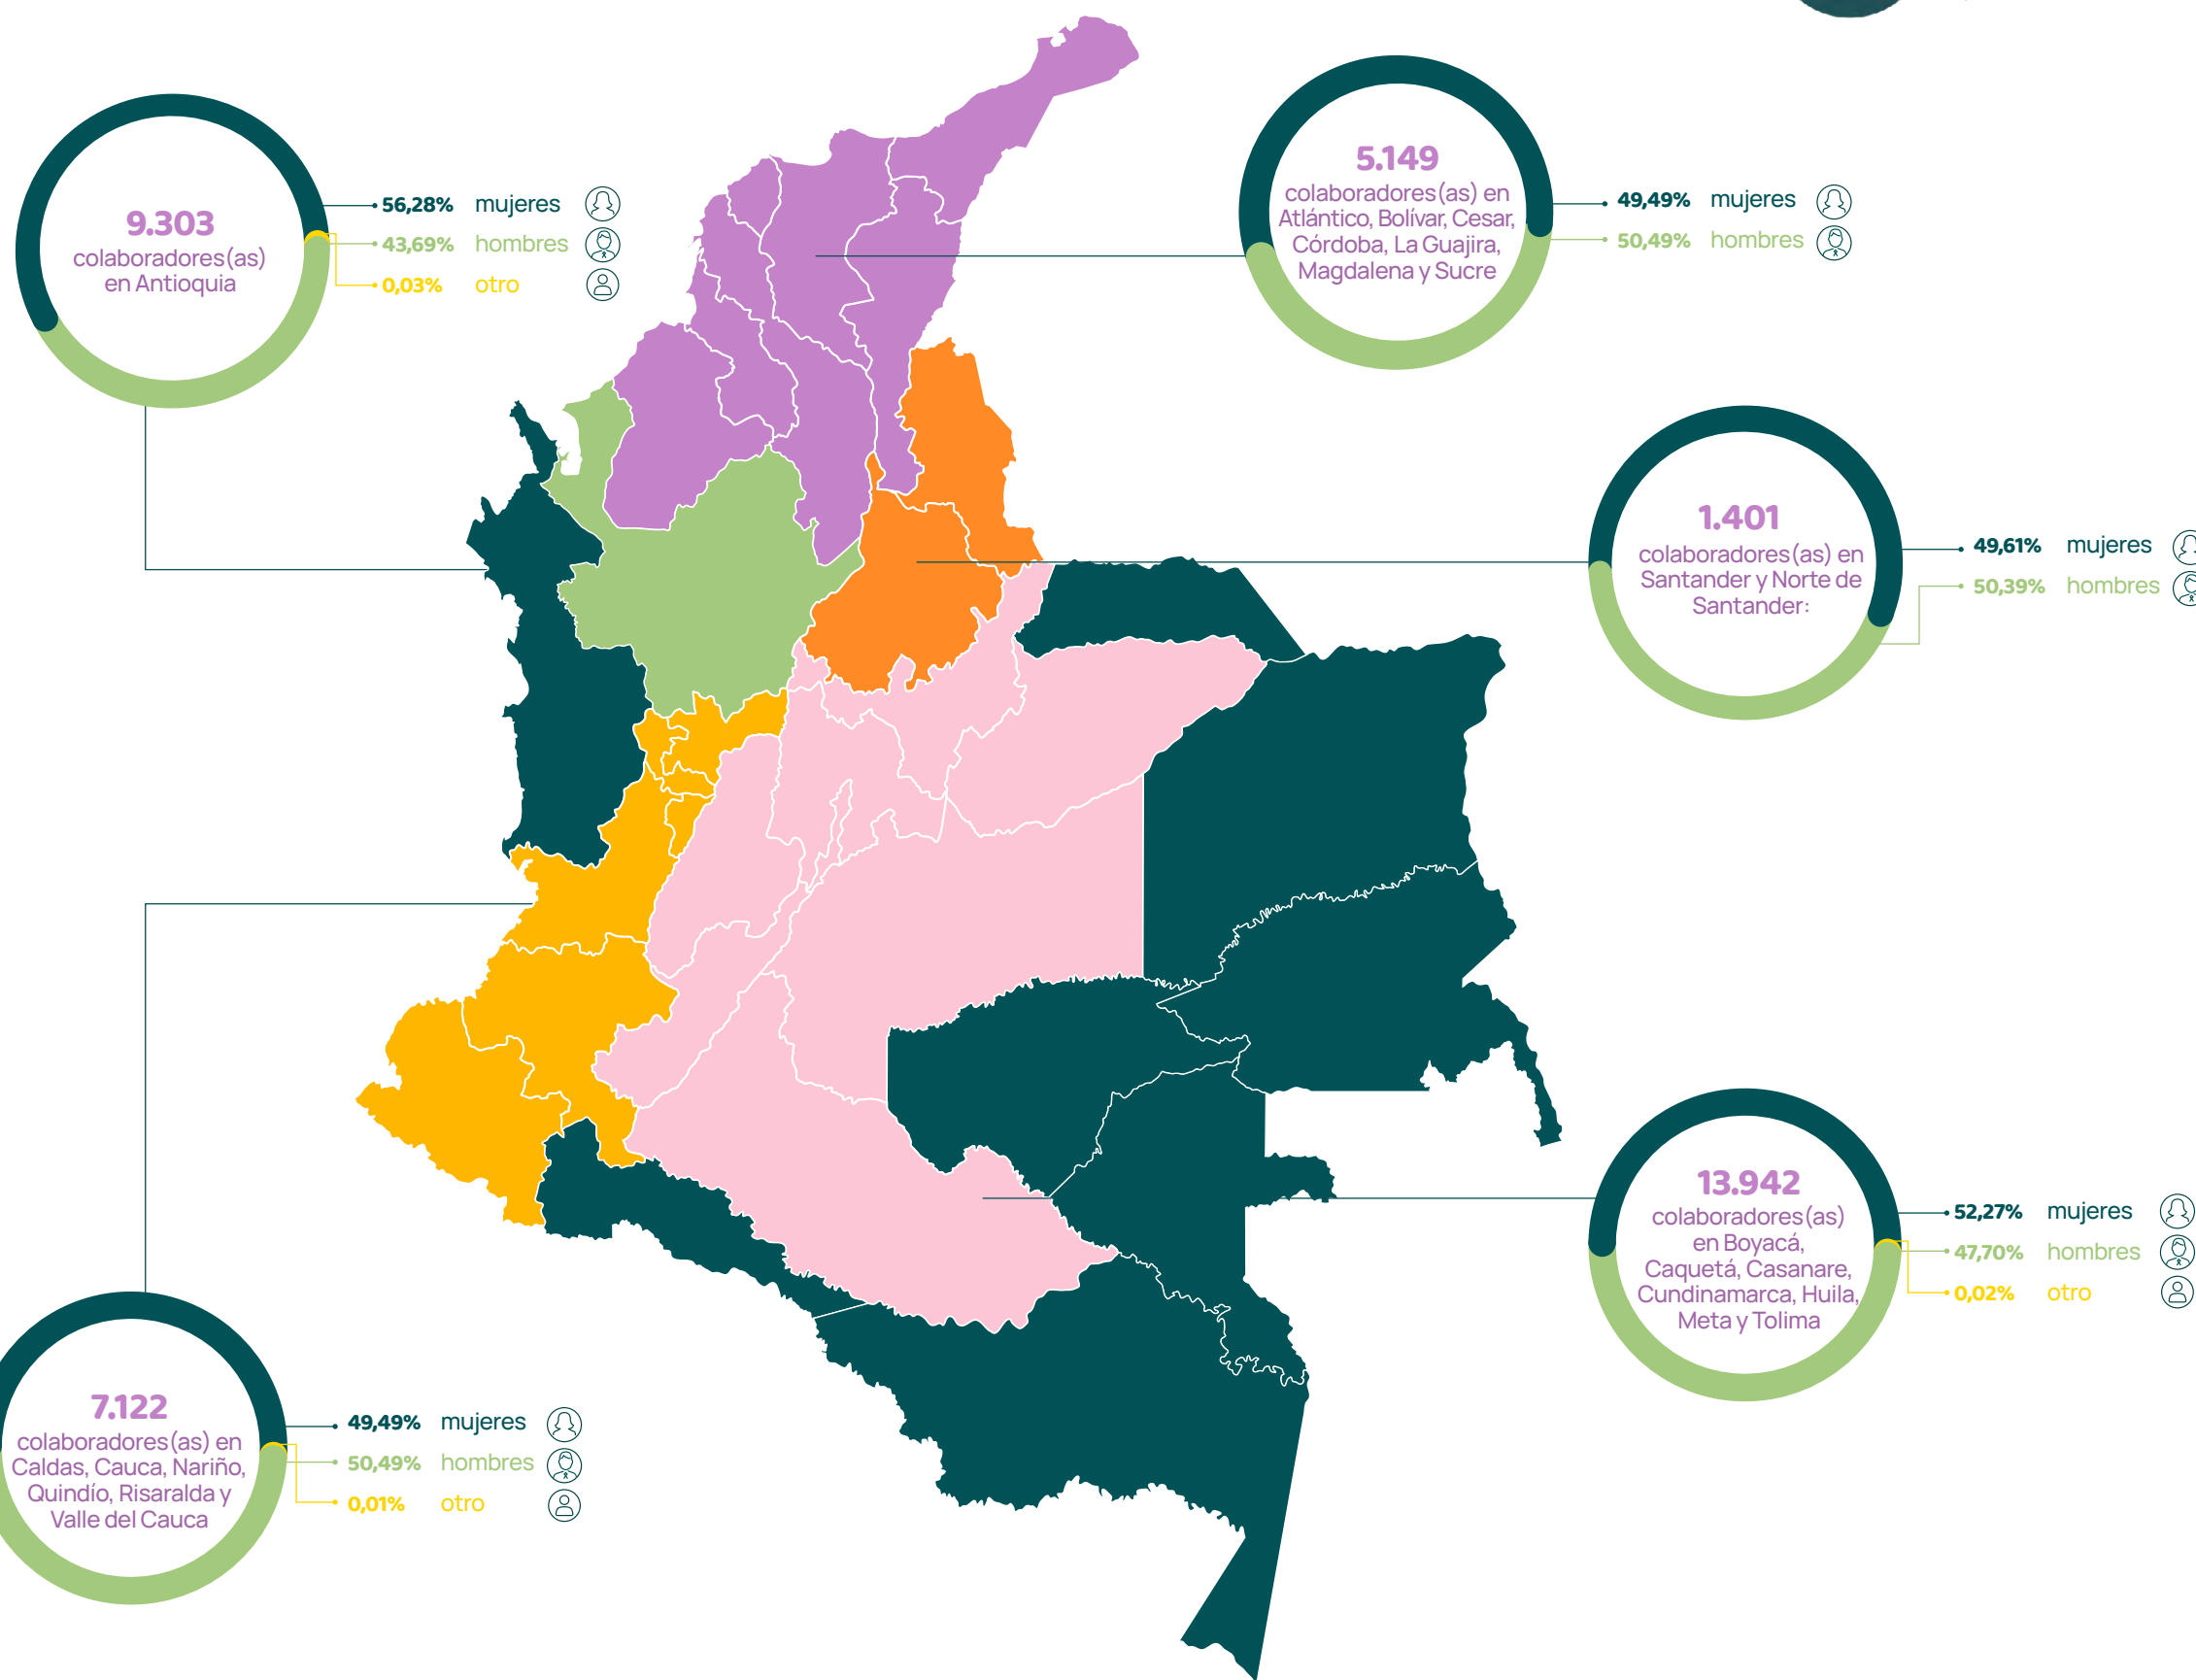 9.303
colaboradores(as)
en Antioquia
56,28% mujeres
43,69% hombres
0,03% otro
5.149
colaboradores(as) en
Atlántico, Bolívar, Cesar,
Córdoba, La Guajira,
Magdalena y Sucre
49,49% mujeres
50,49% hombres
1.401
colaboradores(as) en
Santander y Norte de
Santander:
49,61% mujeres
50,39% hombres
13.942
colaboradores(as)
en Boyacá,
Caquetá, Casanare,
Cundinamarca, Huila,
Meta y Tolima
52,27% mujeres
47,70% hombres
0,02% otro
7.122
colaboradores(as) en
Caldas, Cauca, Nariño,
Quindío, Risaralda y
Valle del Cauca
49,49% mujeres
50,49% hombres
0,01% otro